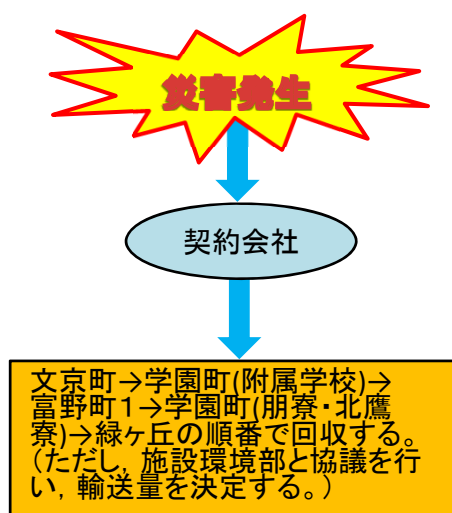 災害発生
契約会社
文京町→学園町(附属学校)→
富野町１→学園町(朋寮・北鷹
寮)→緑ヶ丘の順番で回収する。
（ただし，施設環境部と協議を行
い，輸送量を決定する。）